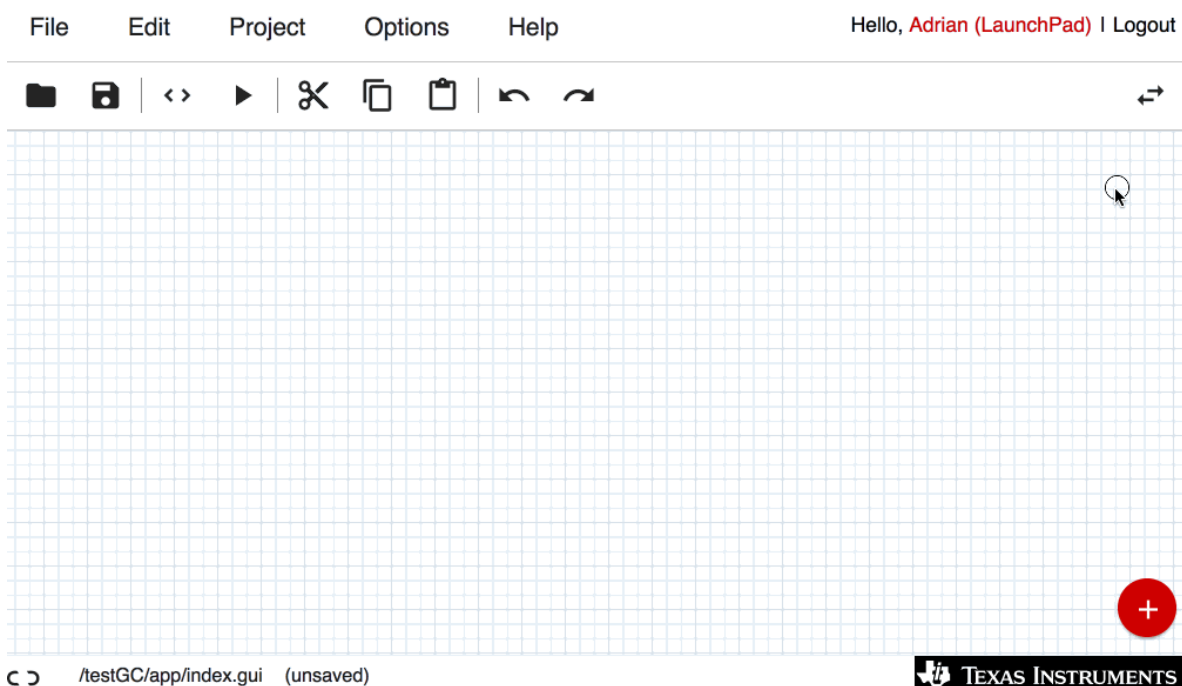 File Edit Project Options Help Hello, Adrian (LaunchPad) | Logout
/testGC/app/index.gui (unsaved) TEXAS INSTRUMENTS